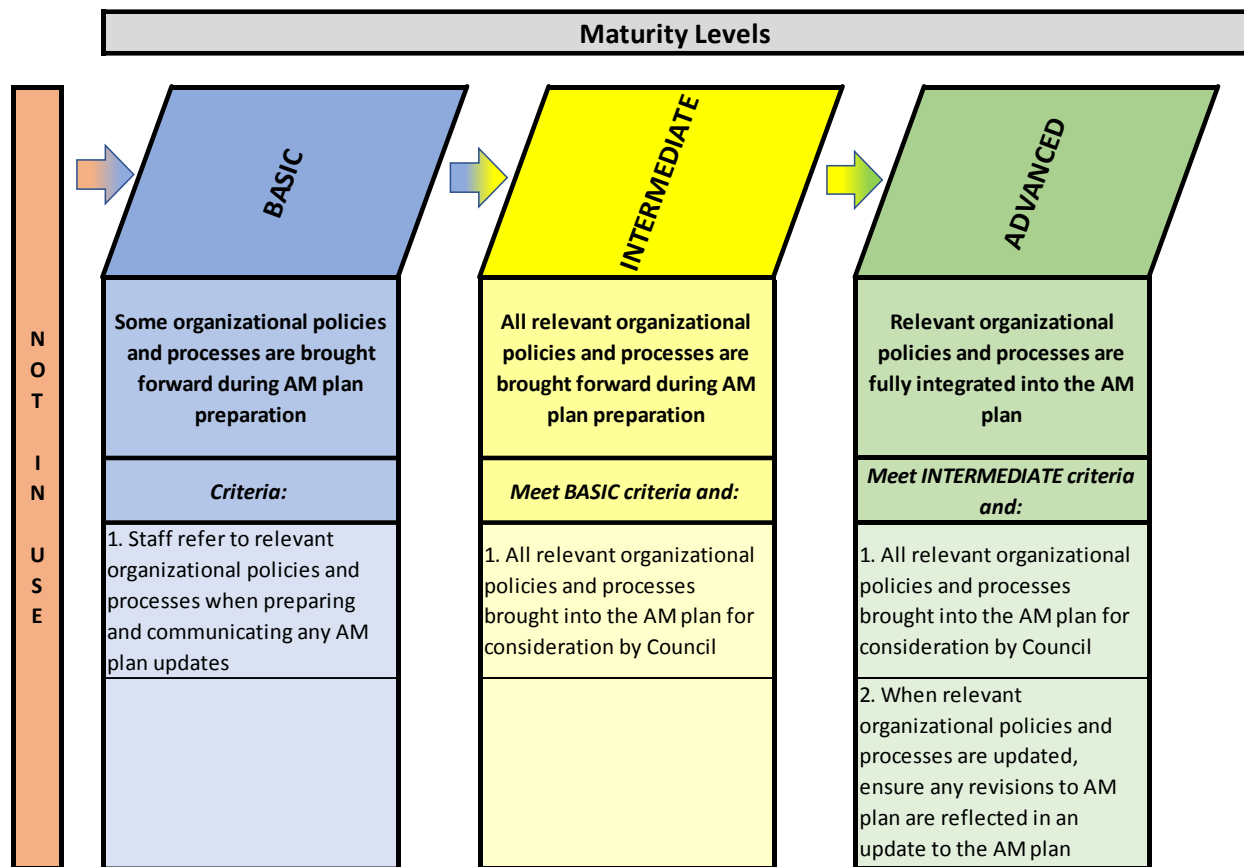 Maturity Levels
NOT IN USE
BASIC
Some organizational policies
and processes are brought
forward during AM plan
preparation
Criteria:
1. Staff refer to relevant
organizational policies and
processes when preparing
and communicating any AM
plan updates
INTERMEDIATE
All relevant organizational
policies and processes are
brought forward during AM
plan preparation
Meet BASIC criteria and:
1. All relevant organizational
policies and processes
brought into the AM plan for
consideration by Council
ADVANCED
Relevant organizational
policies and processes are
fully integrated into the AM
plan
Meet INTERMEDIATE criteria
and:
1. All relevant organizational
policies and processes
brought into the AM plan for
consideration by Council
2. When relevant
organizational policies and
processes are updated,
ensure any revisions to AM
plan are reflected in an
update to the AM plan